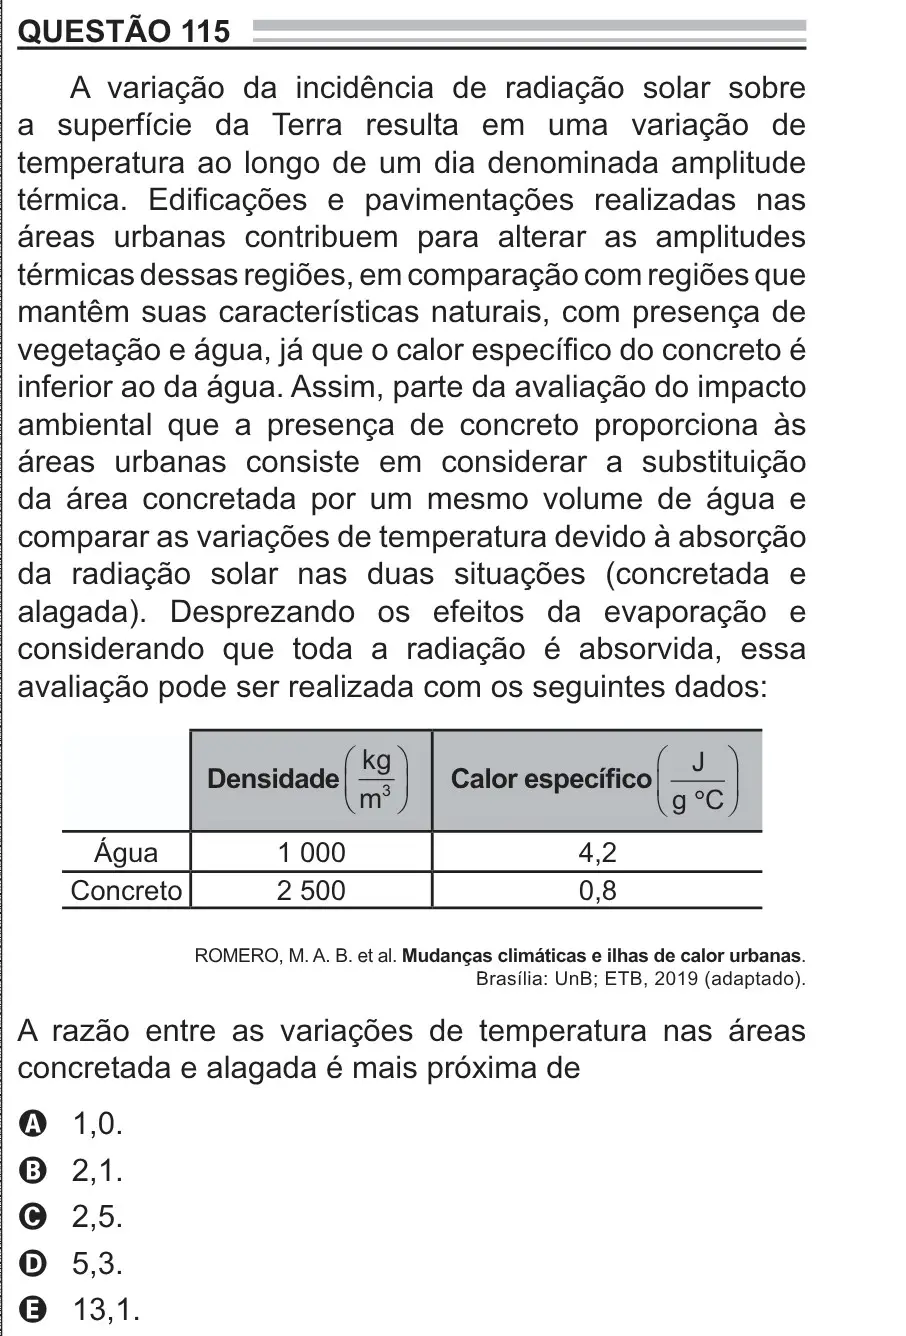 QUESTÃO 115
A variação da incidência de radiação solar sobre
a superfície da Terra resulta em uma variação de
temperatura ao longo de um dia denominada amplitude
térmica. Edificações e pavimentações realizadas nas
áreas urbanas contribuem para alterar as amplitudes
térmicas dessas regiões, em comparação com regiões que
mantêm suas características naturais, com presença de
vegetação e água, já que o calor específico do concreto é
inferior ao da água. Assim, parte da avaliação do impacto
ambiental que a presença de concreto proporciona às
áreas urbanas consiste em considerar a substituição
da área concretada por um mesmo volume de água e
comparar as variações de temperatura devido à absorção
da radiação solar nas duas situações (concretada e
alagada). Desprezando os efeitos da evaporação e
considerando que toda a radiação é absorvida, essa
avaliação pode ser realizada com os seguintes dados:
Densidade (kg/m³) Calor específico (J/g °C)
Água 1 000 4,2
Concreto 2 500 0,8
ROMERO, M. A. B. et al. Mudanças climáticas e ilhas de calor urbanas.
Brasília: UnB; ETB, 2019 (adaptado).
A razão entre as variações de temperatura nas áreas
concretada e alagada é mais próxima de
A 1,0.
B 2,1.
C 2,5.
D 5,3.
E 13,1.